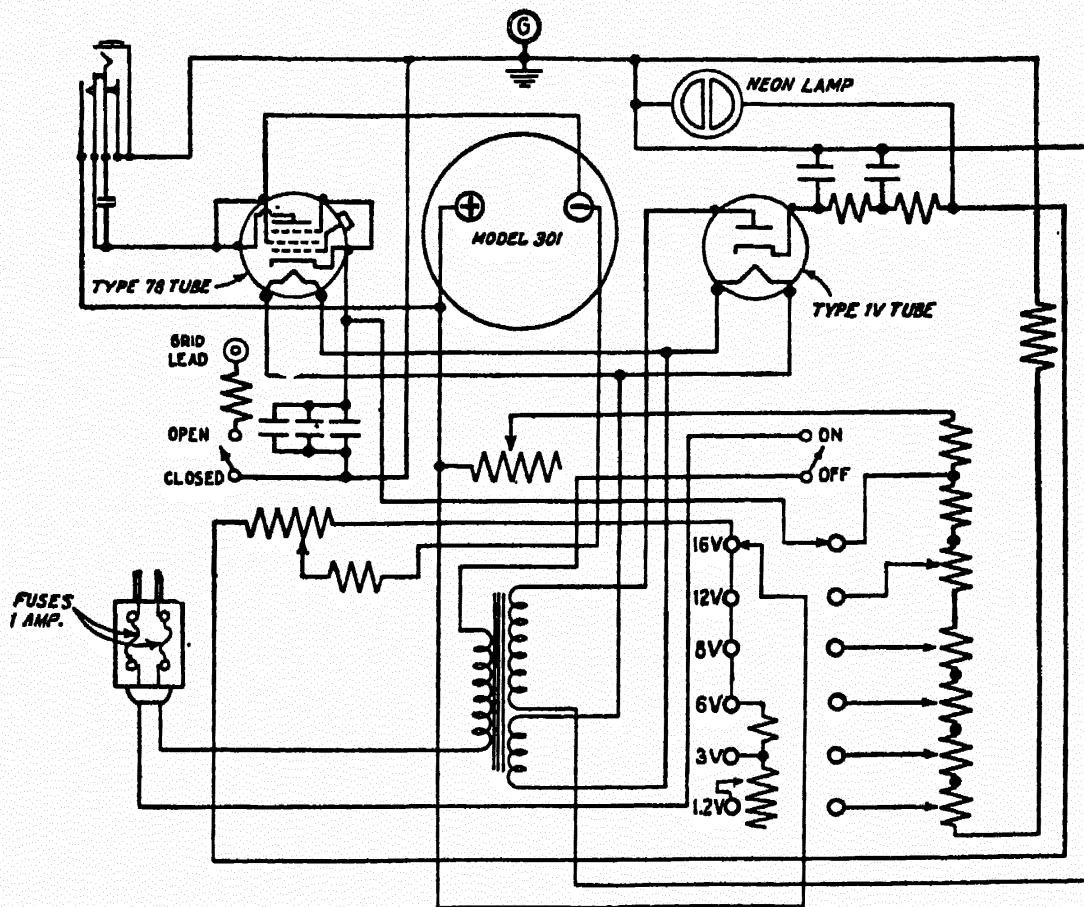 G
NEON LAMP
+
−
MODEL 301
TYPE 78 TUBE
TYPE 1V TUBE
GRID
LEAD
OPEN
CLOSED
ON
OFF
16V
12V
8V
6V
3V
1.2V
FUSES
1 AMP.